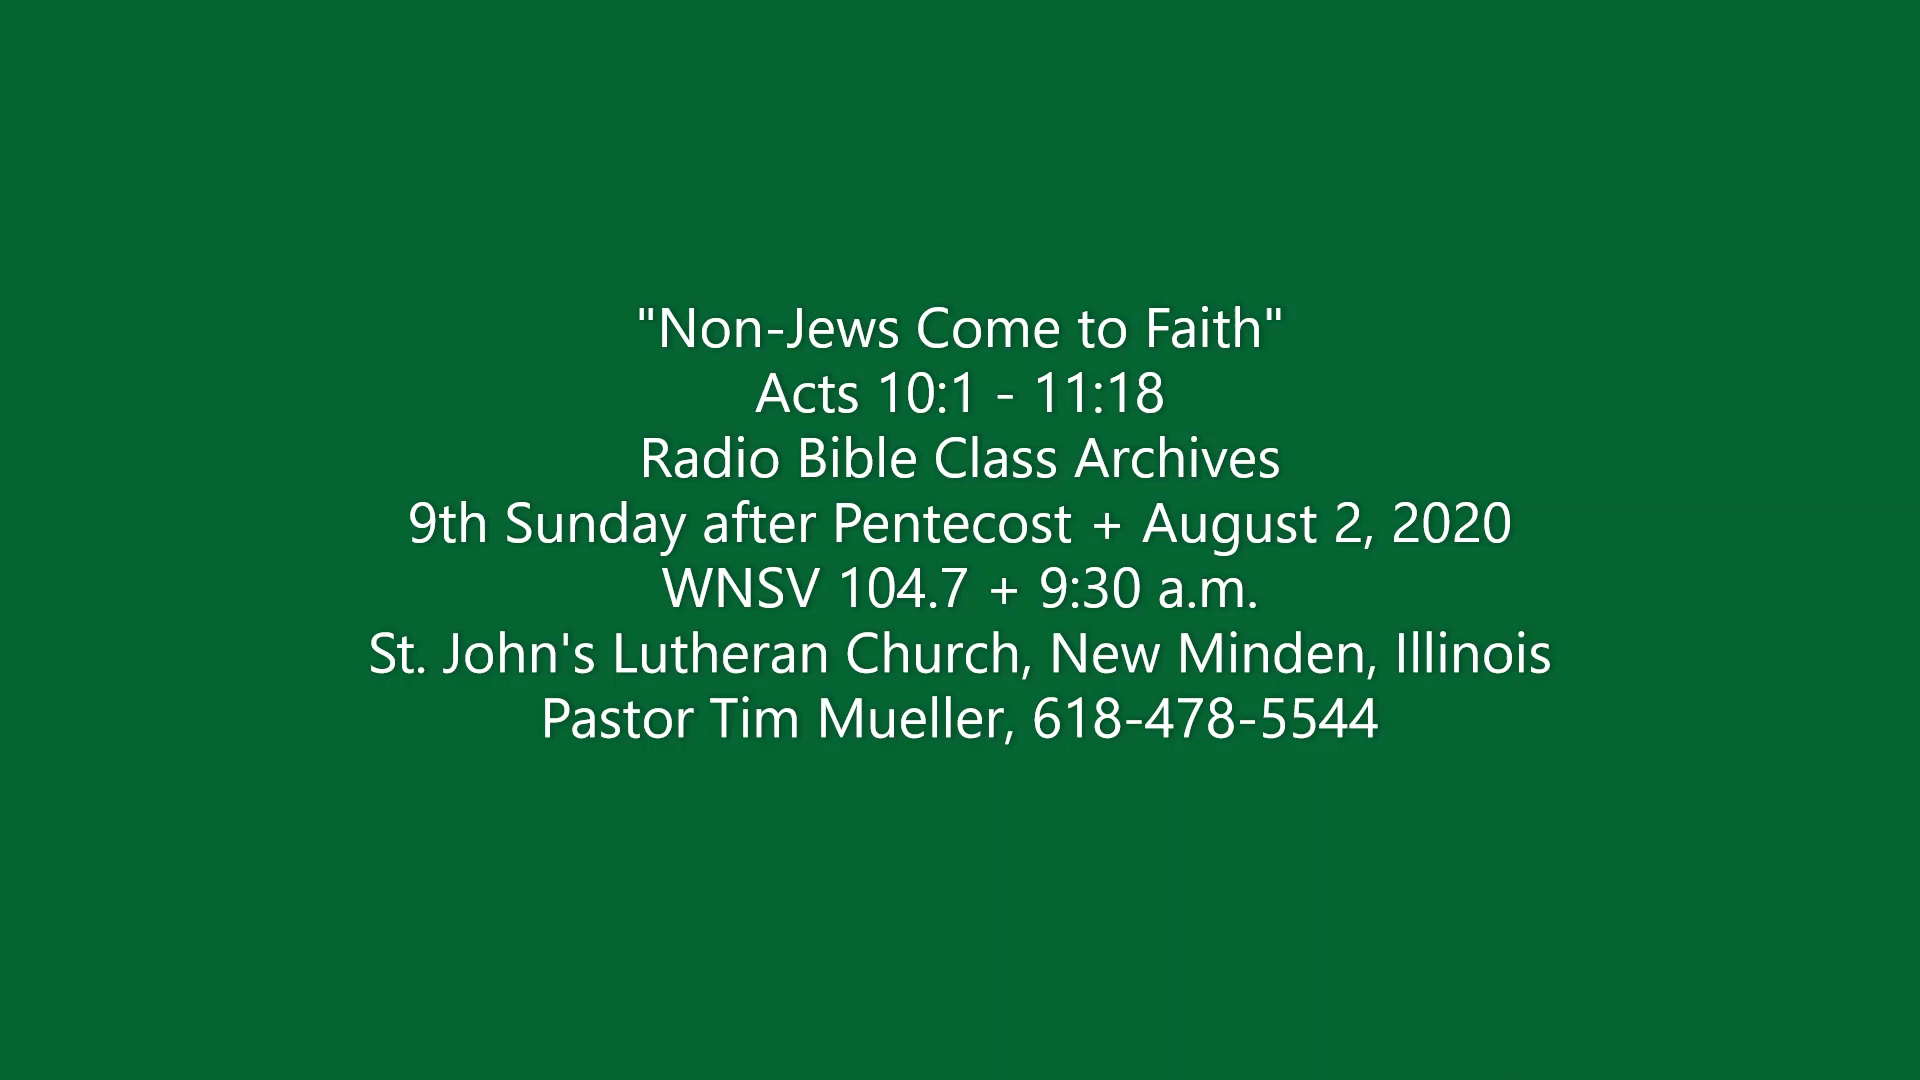 "Non-Jews Come to Faith"
Acts 10:1 - 11:18
Radio Bible Class Archives
9th Sunday after Pentecost + August 2, 2020
WNSV 104.7 + 9:30 a.m.
St. John's Lutheran Church, New Minden, Illinois
Pastor Tim Mueller, 618-478-5544